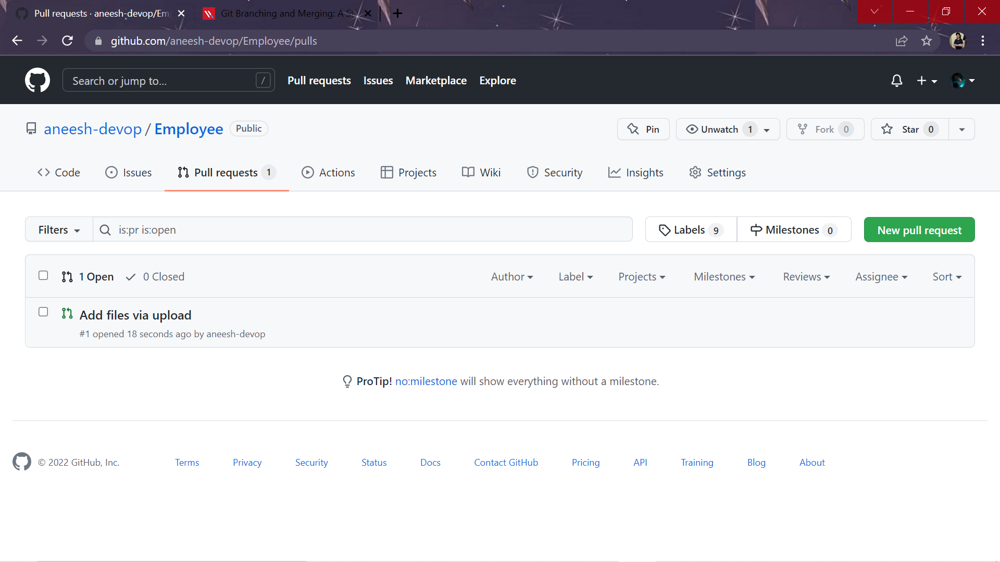 Pull requests · aneesh-devop/Em
Git Branching and Merging: A St
github.com/aneesh-devop/Employee/pulls
Search or jump to... /
Pull requests Issues Marketplace Explore
aneesh-devop / Employee Public
Pin Unwatch 1 Fork 0 Star 0
Code Issues Pull requests 1 Actions Projects Wiki Security Insights Settings
Filters is:pr is:open Labels 9 Milestones 0 New pull request
1 Open 0 Closed Author Label Projects Milestones Reviews Assignee Sort
Add files via upload
#1 opened 18 seconds ago by aneesh-devop
ProTip! no:milestone will show everything without a milestone.
© 2022 GitHub, Inc. Terms Privacy Security Status Docs Contact GitHub Pricing API Training Blog About